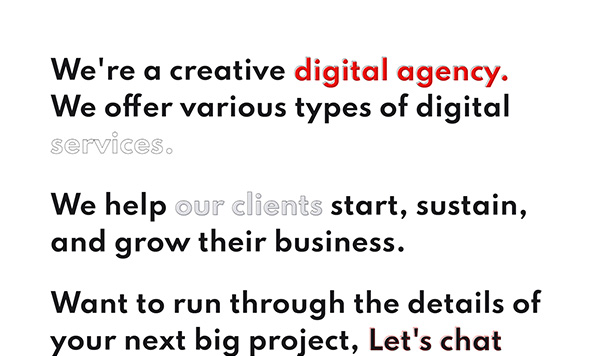 We're a creative digital agency.
We offer various types of digital
services.
We help our clients start, sustain,
and grow their business.
Want to run through the details of
your next big project, Let's chat